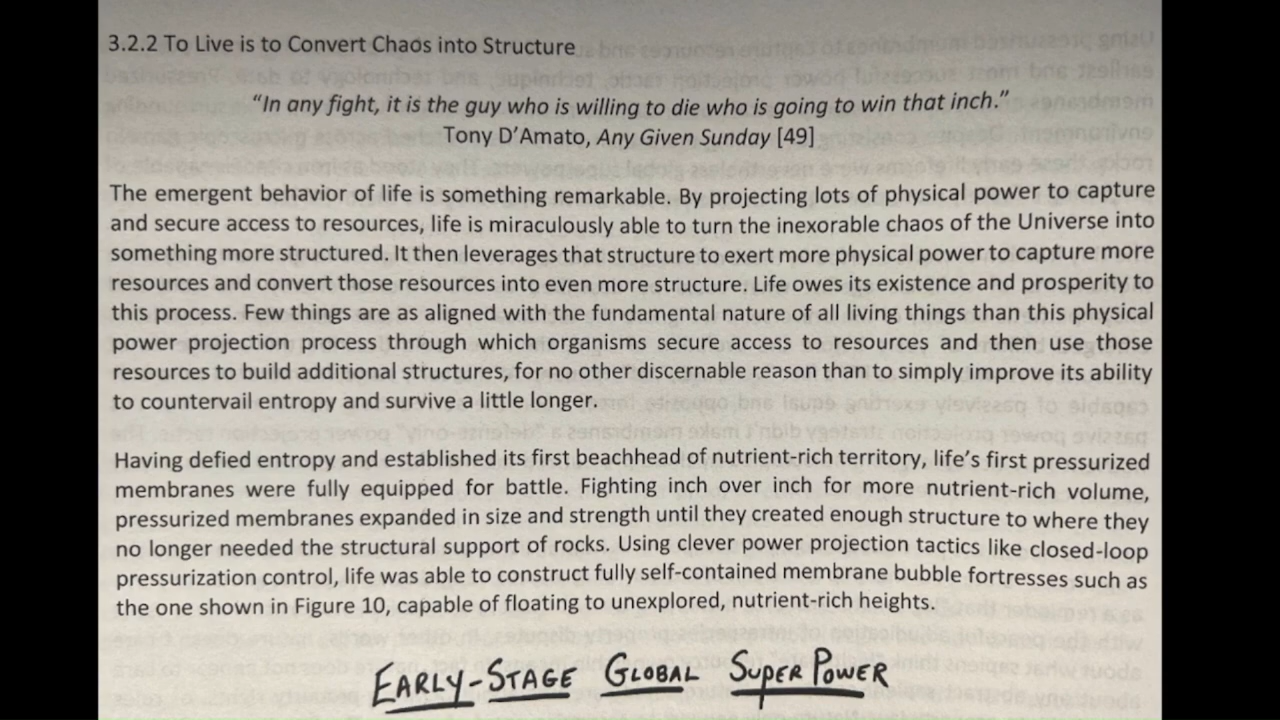 3.2.2 To Live is to Convert Chaos into Structure
“In any fight, it is the guy who is willing to die who is going to win that inch.”
Tony D’Amato, Any Given Sunday [49]
The emergent behavior of life is something remarkable. By projecting lots of physical power to capture
and secure access to resources, life is miraculously able to turn the inexorable chaos of the Universe into
something more structured. It then leverages that structure to exert more physical power to capture more
resources and convert those resources into even more structure. Life owes its existence and prosperity to
this process. Few things are as aligned with the fundamental nature of all living things than this physical
power projection process through which organisms secure access to resources and then use those
resources to build additional structures, for no other discernable reason than to simply improve its ability
to countervail entropy and survive a little longer.
Having defied entropy and established its first beachhead of nutrient-rich territory, life’s first pressurized
membranes were fully equipped for battle. Fighting inch over inch for more nutrient-rich volume,
pressurized membranes expanded in size and strength until they created enough structure to where they
no longer needed the structural support of rocks. Using clever power projection tactics like closed-loop
pressurization control, life was able to construct fully self-contained membrane bubble fortresses such as
the one shown in Figure 10, capable of floating to unexplored, nutrient-rich heights.
EARLY-STAGE GLOBAL SUPER POWER